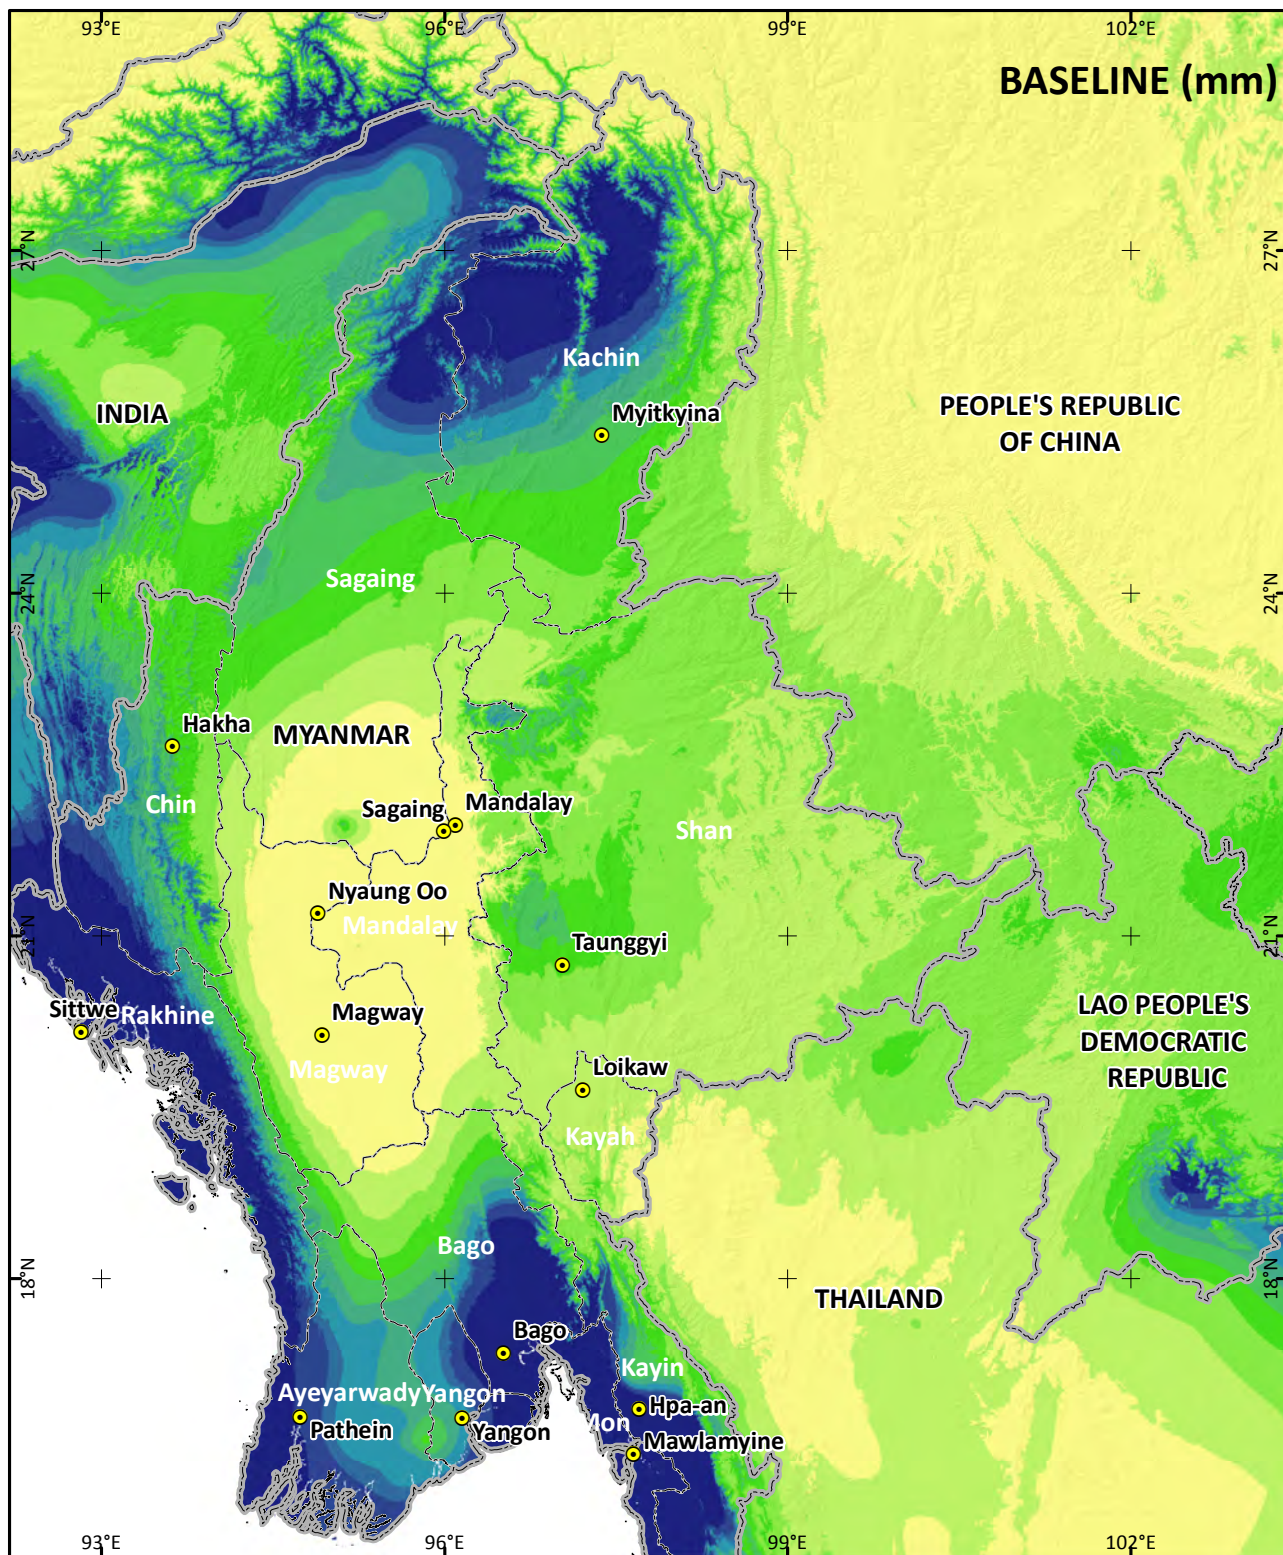 93°E
96°E
99°E
102°E
BASELINE (mm)
27°N
27°N
Kachin
INDIA
Myitkyina
PEOPLE'S REPUBLIC
OF CHINA
24°N
Sagaing
24°N
Hakha
MYANMAR
Chin
Sagaing
Mandalay
Shan
Nyaung Oo
Mandalay
21°N
Taunggyi
21°N
Sittwe
Rakhine
Magway
LAO PEOPLE'S
DEMOCRATIC
REPUBLIC
Magway
Loikaw
Kayah
Bago
18°N
THAILAND
18°N
Bago
Kayin
Ayeyarwady
Yangon
Pathein
Yangon
Hpa-an
Mon
Mawlamyine
93°E
96°E
99°E
102°E